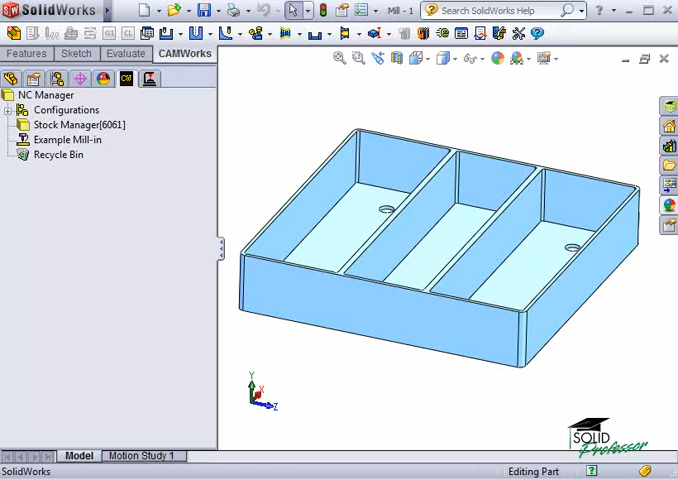 SolidWorks
Mill - 1
Search SolidWorks Help
Features
Sketch
Evaluate
CAMWorks
NC Manager
Configurations
Stock Manager[6061]
Example Mill-in
Recycle Bin
Y
X
Z
SOLID
Professor
Model
Motion Study 1
SolidWorks
Editing Part